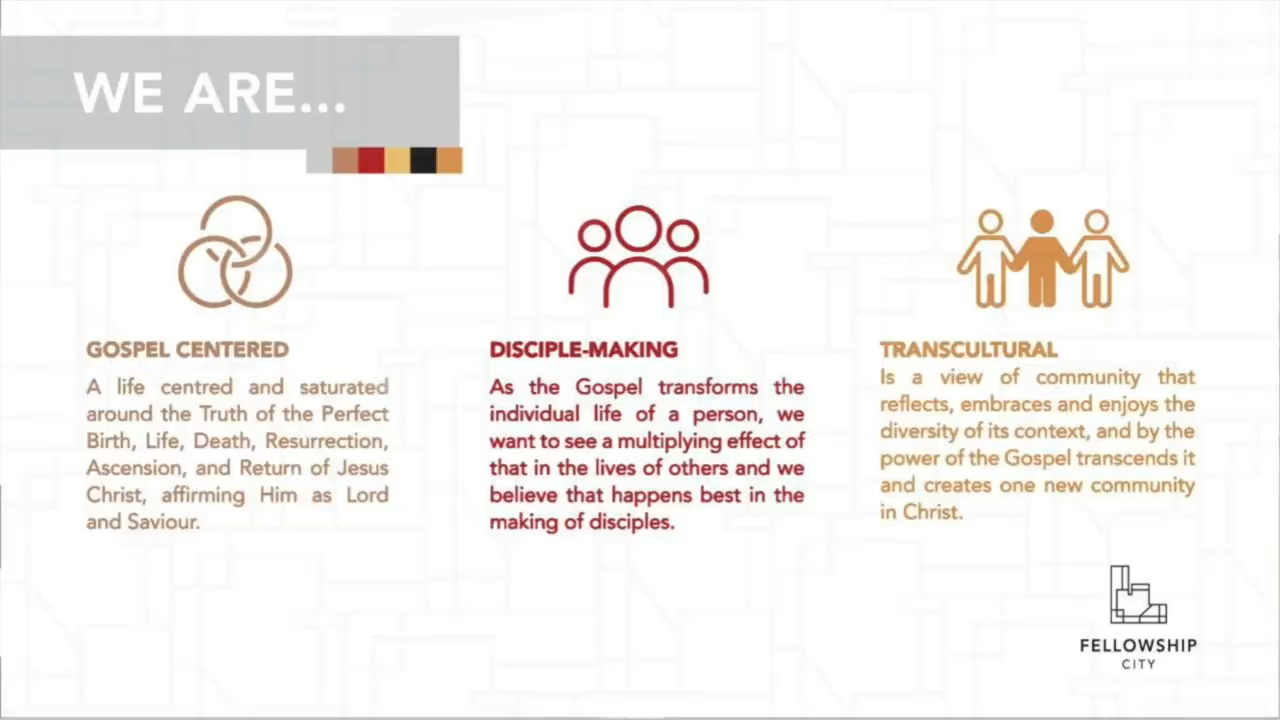 WE ARE...
GOSPEL CENTERED
A life centred and saturated
around the Truth of the Perfect
Birth, Life, Death, Resurrection,
Ascension, and Return of Jesus
Christ, affirming Him as Lord
and Saviour.
DISCIPLE-MAKING
As the Gospel transforms the
individual life of a person, we
want to see a multiplying effect of
that in the lives of others and we
believe that happens best in the
making of disciples.
TRANSCULTURAL
Is a view of community that
reflects, embraces and enjoys the
diversity of its context, and by the
power of the Gospel transcends it
and creates one new community
in Christ.
FELLOWSHIP
CITY